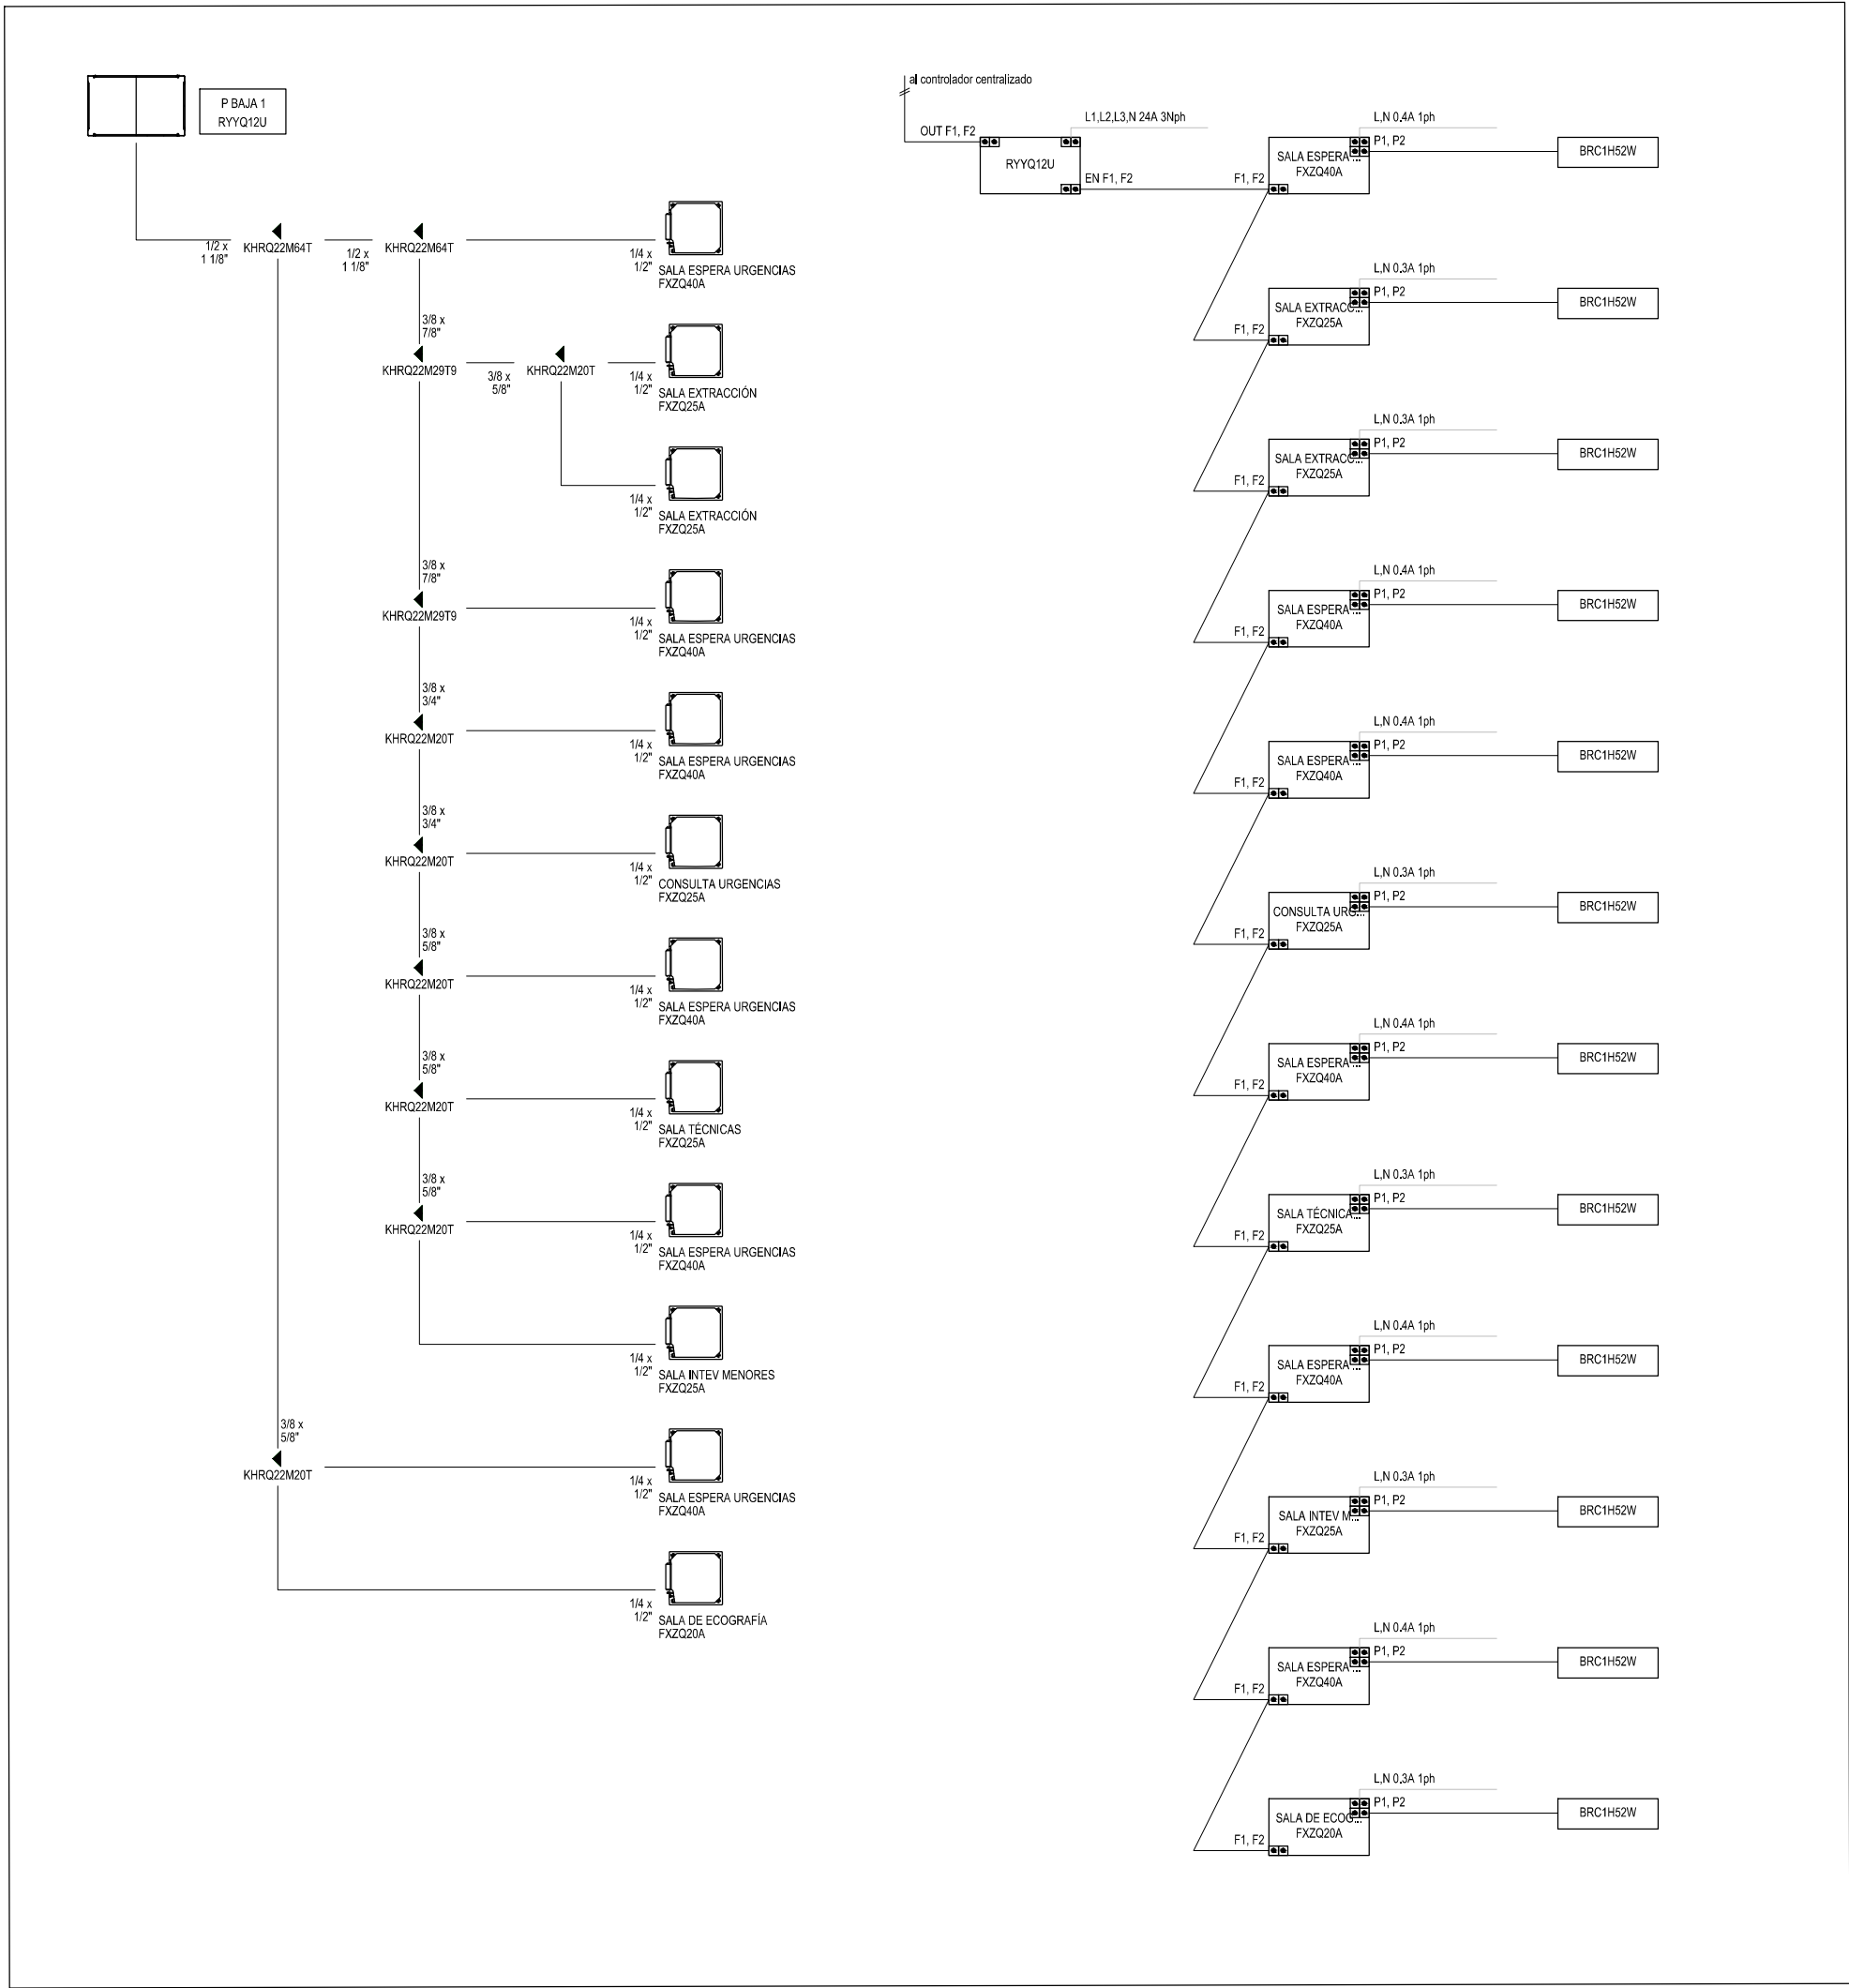 P BAJA 1
RYYQ12U
1/2 x
1 1/8"
KHRQ22M64T
1/2 x
1 1/8"
KHRQ22M64T
1/4 x
1/2"
SALA ESPERA URGENCIAS
FXZQ40A
3/8 x
7/8"
KHRQ22M29T9
3/8 x
5/8"
KHRQ22M20T
1/4 x
1/2"
SALA EXTRACCIÓN
FXZQ25A
1/4 x
1/2"
SALA EXTRACCIÓN
FXZQ25A
3/8 x
7/8"
KHRQ22M29T9
1/4 x
1/2"
SALA ESPERA URGENCIAS
FXZQ40A
3/8 x
3/4"
KHRQ22M20T
1/4 x
1/2"
SALA ESPERA URGENCIAS
FXZQ40A
3/8 x
3/4"
KHRQ22M20T
1/4 x
1/2"
CONSULTA URGENCIAS
FXZQ25A
3/8 x
5/8"
KHRQ22M20T
1/4 x
1/2"
SALA ESPERA URGENCIAS
FXZQ40A
3/8 x
5/8"
KHRQ22M20T
1/4 x
1/2"
SALA TÉCNICAS
FXZQ25A
3/8 x
5/8"
KHRQ22M20T
1/4 x
1/2"
SALA ESPERA URGENCIAS
FXZQ40A
1/4 x
1/2"
SALA INTEV MENORES
FXZQ25A
3/8 x
5/8"
KHRQ22M20T
1/4 x
1/2"
SALA ESPERA URGENCIAS
FXZQ40A
1/4 x
1/2"
SALA DE ECOGRAFÍA
FXZQ20A
al controlador centralizado
OUT F1, F2
L1,L2,L3,N 24A 3Nph
RYYQ12U
EN F1, F2
F1, F2
L,N 0.4A 1ph
P1, P2
SALA ESPERA ...
FXZQ40A
BRC1H52W
L,N 0.3A 1ph
P1, P2
SALA EXTRACC...
FXZQ25A
F1, F2
BRC1H52W
L,N 0.3A 1ph
P1, P2
SALA EXTRACC...
FXZQ25A
F1, F2
BRC1H52W
L,N 0.4A 1ph
P1, P2
SALA ESPERA ...
FXZQ40A
F1, F2
BRC1H52W
L,N 0.4A 1ph
P1, P2
SALA ESPERA ...
FXZQ40A
F1, F2
BRC1H52W
L,N 0.3A 1ph
P1, P2
CONSULTA URG...
FXZQ25A
F1, F2
BRC1H52W
L,N 0.4A 1ph
P1, P2
SALA ESPERA ...
FXZQ40A
F1, F2
BRC1H52W
L,N 0.3A 1ph
P1, P2
SALA TÉCNICA...
FXZQ25A
F1, F2
BRC1H52W
L,N 0.4A 1ph
P1, P2
SALA ESPERA ...
FXZQ40A
F1, F2
BRC1H52W
L,N 0.3A 1ph
P1, P2
SALA INTEV M...
FXZQ25A
F1, F2
BRC1H52W
L,N 0.4A 1ph
P1, P2
SALA ESPERA ...
FXZQ40A
F1, F2
BRC1H52W
L,N 0.3A 1ph
P1, P2
SALA DE ECOG...
FXZQ20A
F1, F2
BRC1H52W